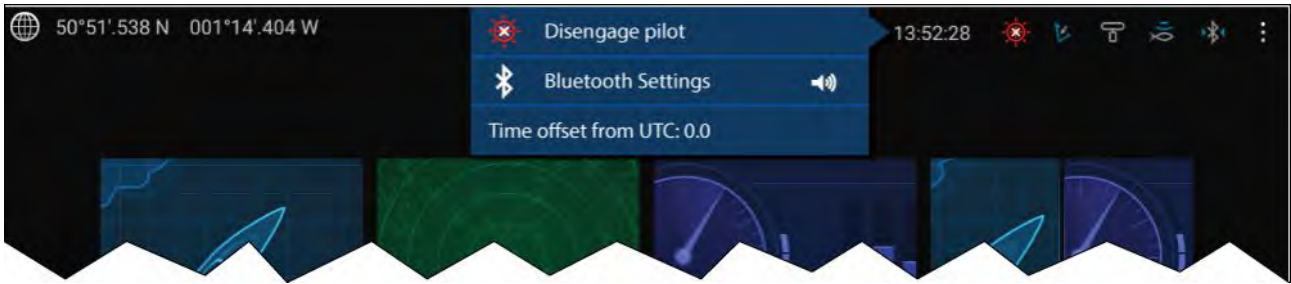 50°51'.538 N 001°14'.404 W
Disengage pilot
13:52:28
Bluetooth Settings
Time offset from UTC: 0.0